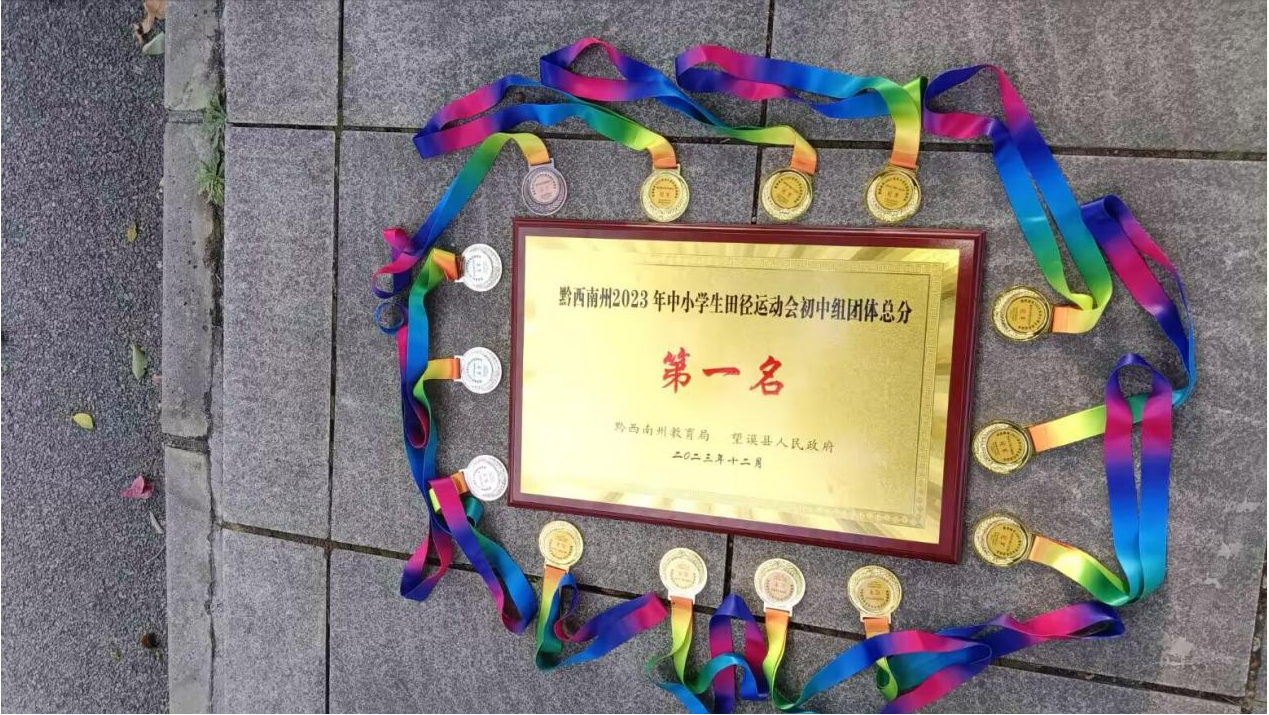 黔西南州2023年中小学生田径运动会初中组团体总分
第一名
黔西南州教育局 望谟县人民政府
二〇二三年十二月